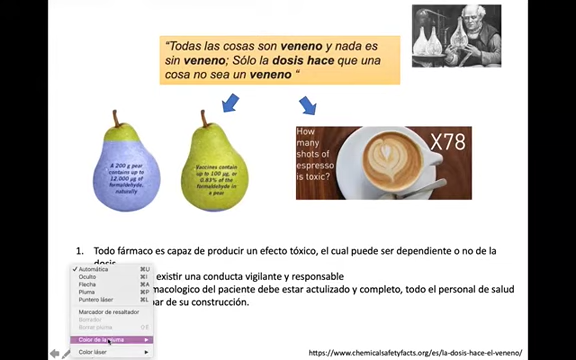 “Todas las cosas son veneno y nada es
sin veneno; Sólo la dosis hace que una
cosa no sea un veneno “
A 200 g pear
contains up to
12,000 µg of
formaldehyde,
naturally
Vaccines contain
up to 100 µg, or
0.83% of the
formaldehyde in
a pear
How
many
shots of
espresso
is toxic?
X78
1. Todo fármaco es capaz de producir un efecto tóxico, el cual puede ser dependiente o no de la
dosis
existir una conducta vigilante y responsable
macologico del paciente debe estar actulizado y completo, todo el personal de salud
par de su construcción.
✓ Automática ⌘U
Oculto ⌘I
Flecha ⌘A
Pluma ⌘P
Puntero láser ⌘L
Marcador de resaltador
Borrador
Borrar pluma ⇧E
Color de la pluma
Color láser
https://www.chemicalsafetyfacts.org/es/la-dosis-hace-el-veneno/